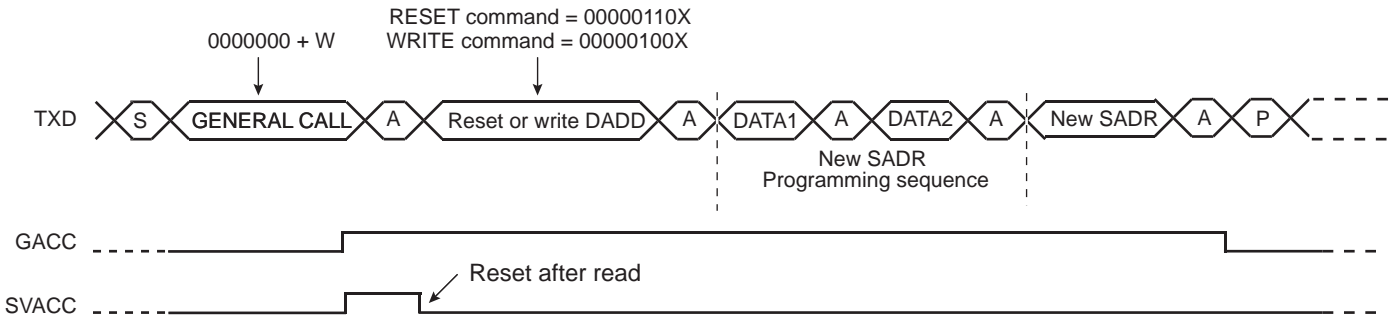 RESET command = 00000110X
0000000 + W WRITE command = 00000100X
TXD S GENERAL CALL A Reset or write DADD A DATA1 A DATA2 A New SADR A P
New SADR
Programming sequence
GACC
Reset after read
SVACC